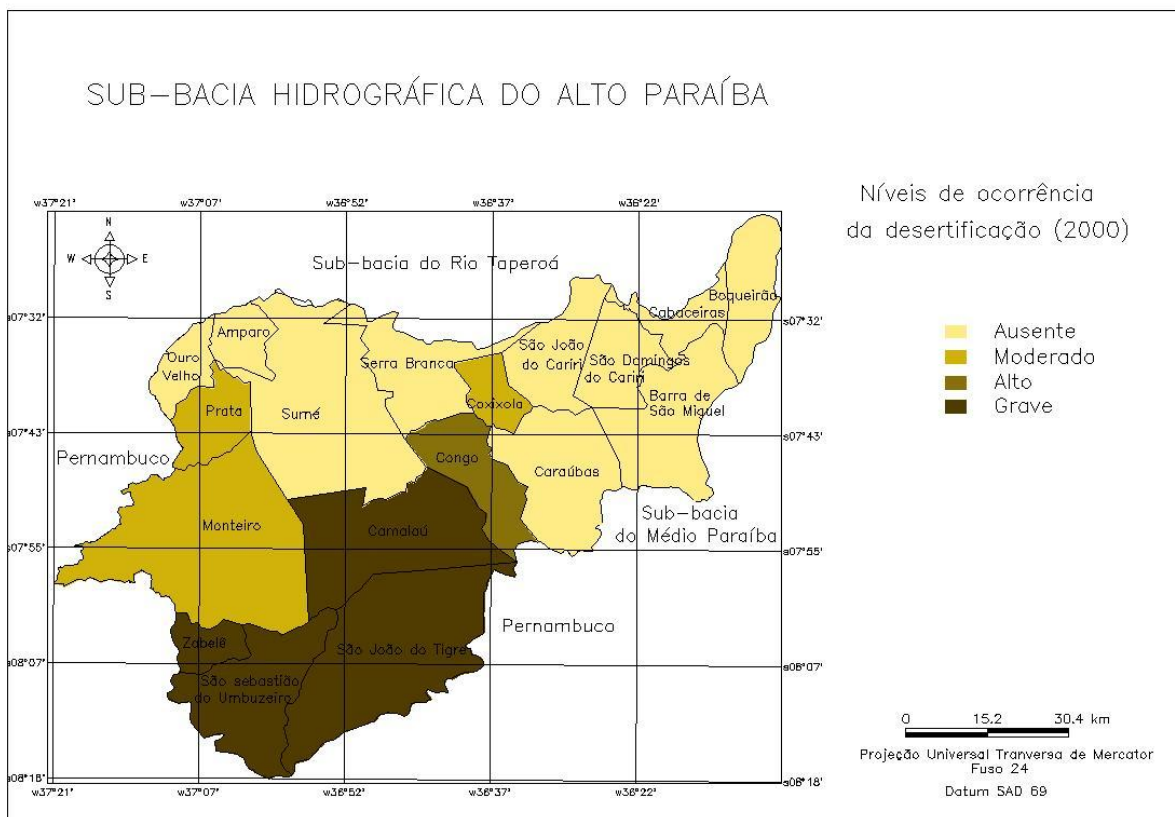 SUB-BACIA HIDROGRÁFICA DO ALTO PARAÍBA
Níveis de ocorrência
da desertificação (2000)
Ausente
Moderado
Alto
Grave
w37°21' w37°07' w36°52' w36°37' w36°22'
N
W E
S
Sub-bacia do Rio Taperoá
s07°32' s07°32'
Boqueirão
Cabaceiras
Amparo
Ouro
Velho
Serra Branca
São João
do Cariri
São Domingos
do Cariri
Barra de
São Miguel
Prata
Sumé
Coxixola
s07°43' s07°43'
Pernambuco
Congo
Caraúbas
Monteiro
Camalaú
Sub-bacia
do Médio Paraíba
s07°55' s07°55'
Pernambuco
Zabelê
São João do Tigre
s08°07' s08°07'
São sebastião
do Umbuzeiro
s08°18' s08°18'
w37°21' w37°07' w36°52' w36°37' w36°22'
0 15.2 30.4 km
Projeção Universal Tranversa de Mercator
Fuso 24
Datum SAD 69